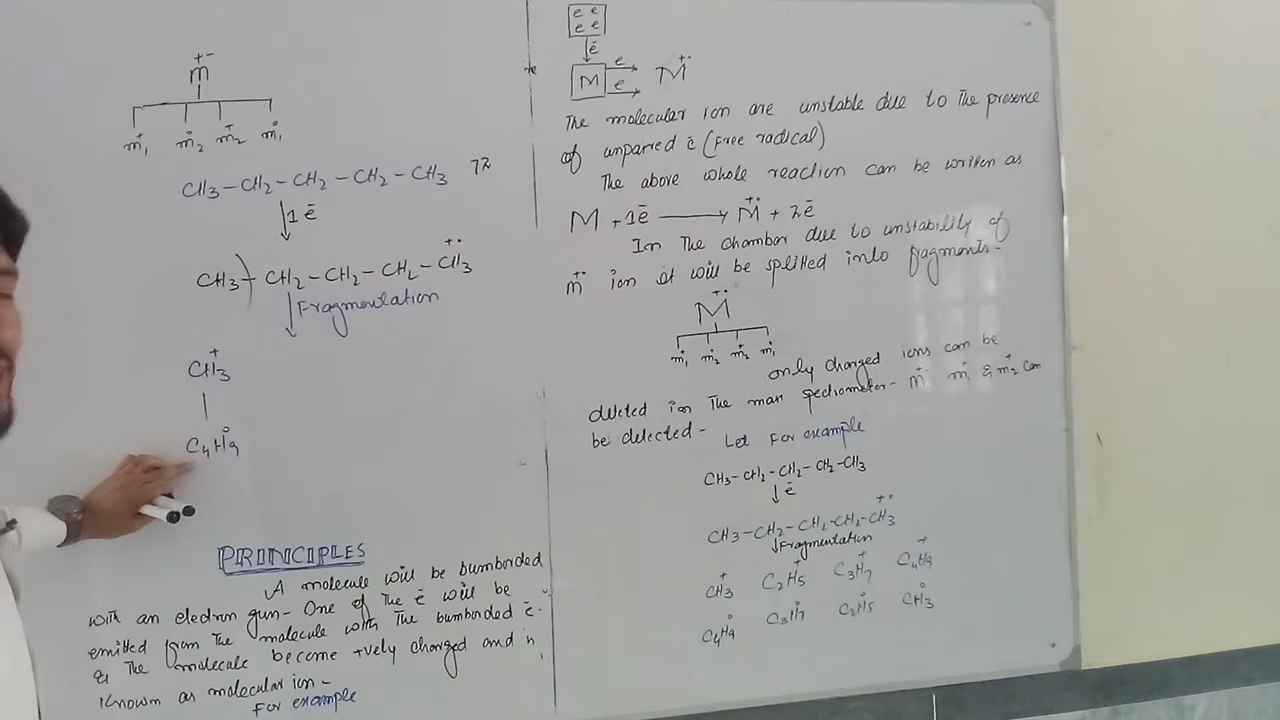 +-
m
m₁⁺ m₂° m₂⁺ m₁°
CH3-CH2-CH2-CH2-CH3 72
↓1ē
CH3-CH2-CH2-CH2-CH3⁺·
↓Fragmentation
CH3⁺
|
C4H9°
PRINCIPLES
A molecule will be bumborded
with an electron gun- One of the ē will be
emitted from the molecule with the bumborded ē.
& The molecule become +vely charged and is
Known as molecular ion-
For example
e e
e e
↓ē
M e e M⁺·
The molecular ion are unstable due to The presence
of unpaired ē (Free radical)
The above whole reaction can be written as
M + 1ē → M⁺· + 2ē
In The chamber due to unstability of
m⁺· ion it will be splitted into fragments-
M⁺·
m₁⁺ m₂° m₂⁺ m₁°
only charged ions can be
in The mass - M⁺· m₁⁺ & m₂⁺ can
be detected-
Let For example
CH3-CH2-CH2-CH2-CH3
↓ē
CH3-CH2-CH2-CH2-CH3⁺·
↓Fragmentation
CH3⁺ C2H5⁺ C3H7⁺ C4H9⁺
C4H9° C3H7° C2H5° CH3°